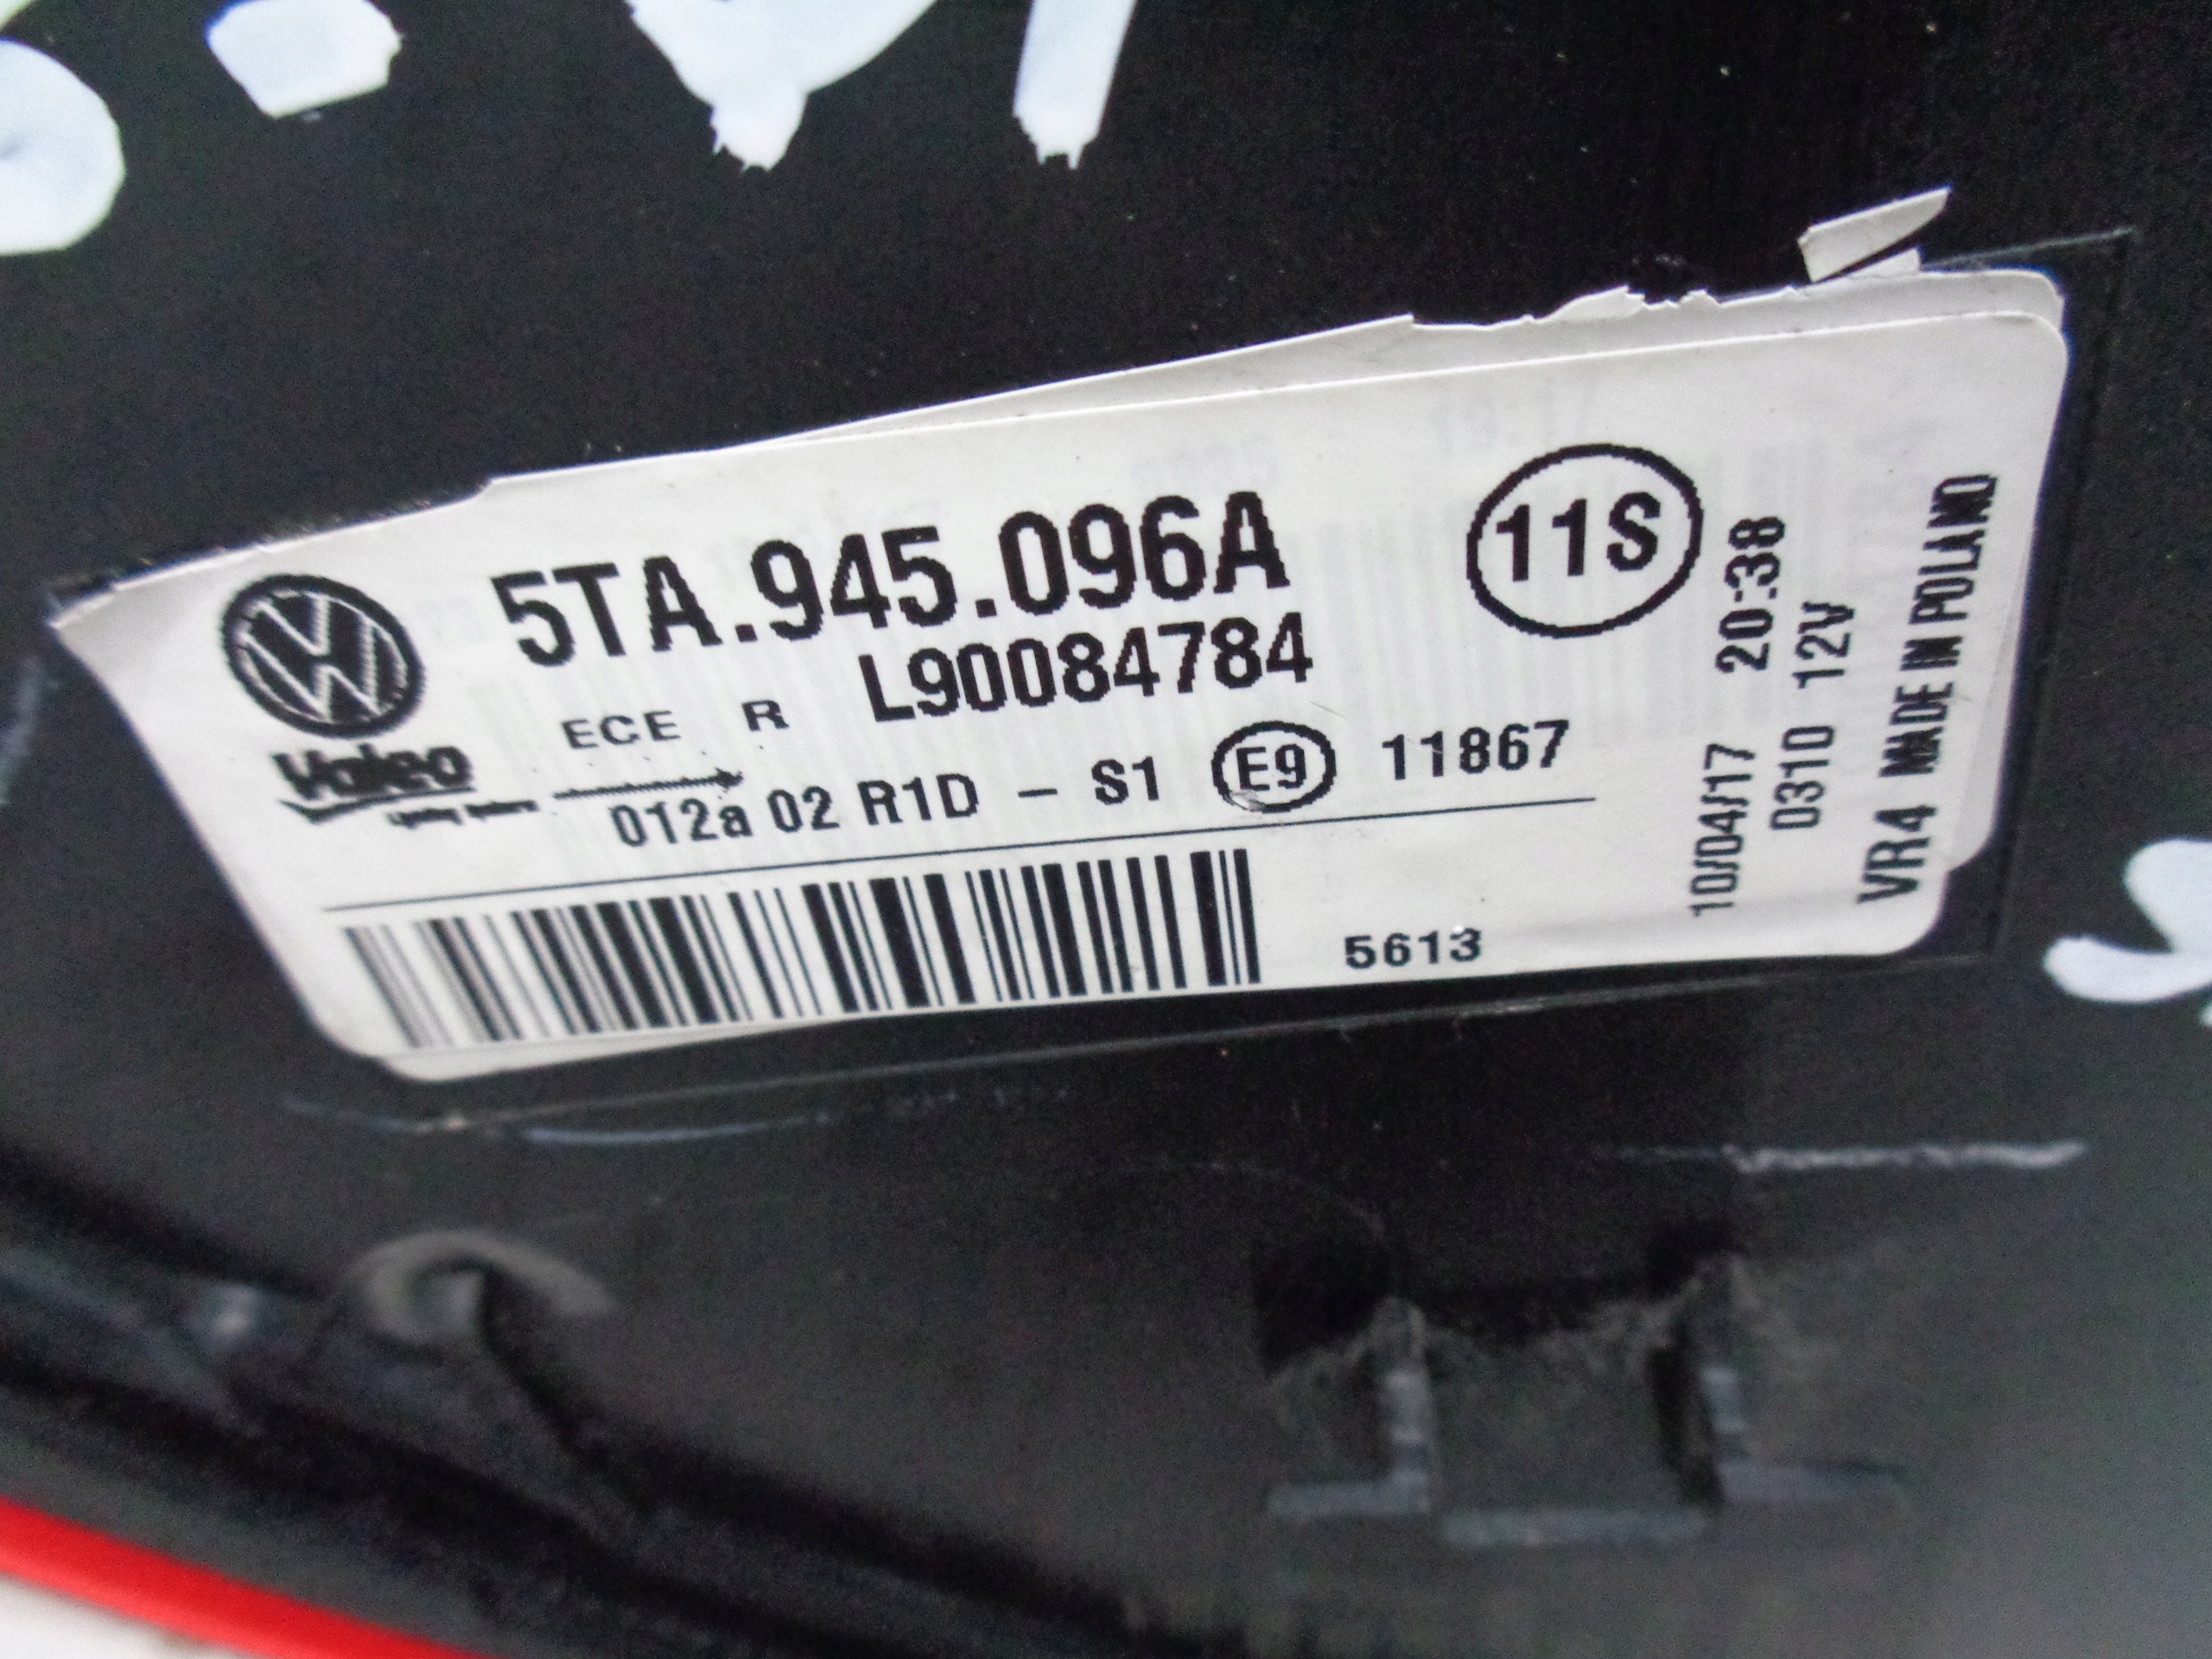 5TA.945.096A
11S
ECE R L90084784
Valeo
012a 02 R1D - S1 E9 11867
5613
10/04/17 20:38
0310 12V
VR4 MADE IN POLAND